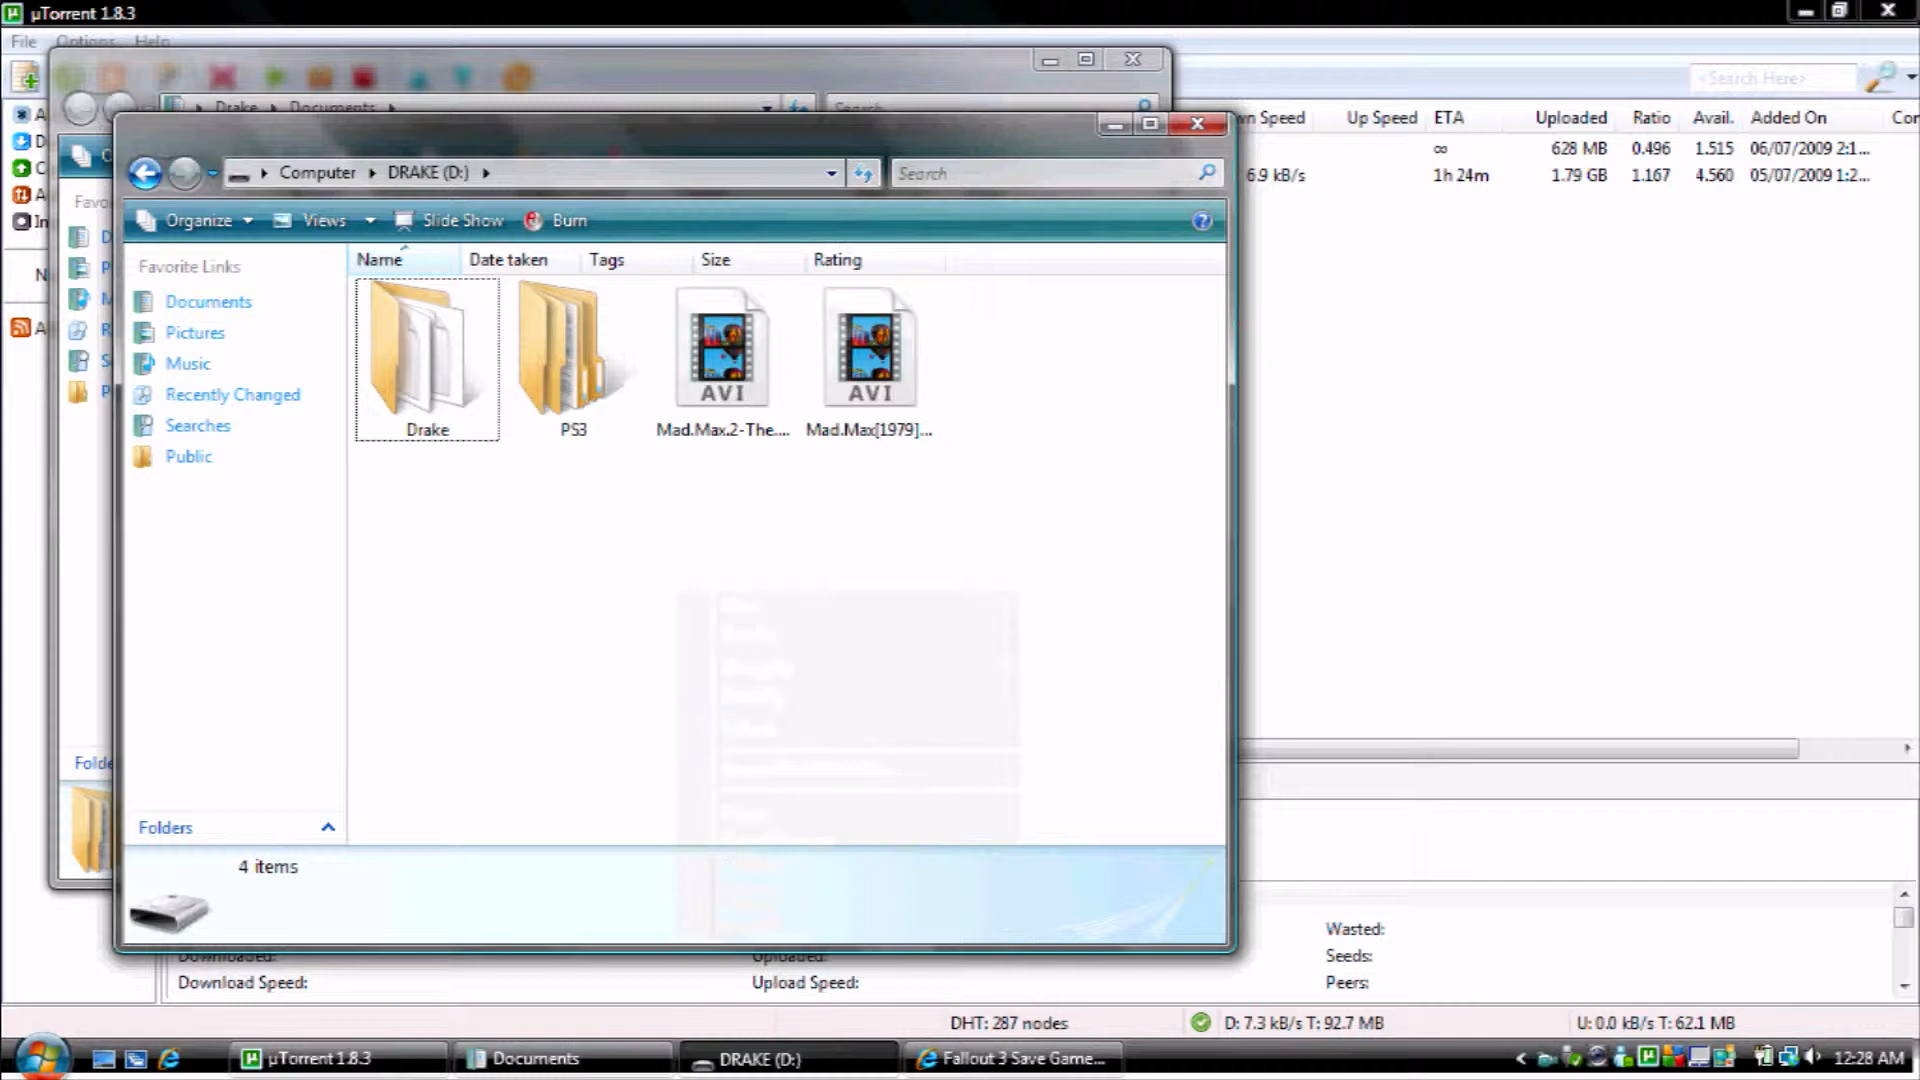 µTorrent 1.8.3
File Options Help
<Search Here>
Drake Documents Search
Up Speed ETA Uploaded Ratio Avail. Added On
∞ 628 MB 0.496 1.515 06/07/2009 2:1...
6.9 kB/s 1h 24m 1.79 GB 1.167 4.560 05/07/2009 1:2...
Computer DRAKE (D:) Search
Organize Views Slide Show Burn
Favorite Links
Documents
Pictures
Music
Recently Changed
Searches
Public
Folders
Name Date taken Tags Size Rating
AVI AVI
Drake PS3 Mad.Max.2-The.... Mad.Max[1979]...
4 items
Wasted:
Downloaded: Uploaded: Seeds:
Download Speed: Upload Speed: Peers:
DHT: 287 nodes D: 7.3 kB/s T: 92.7 MB U: 0.0 kB/s T: 62.1 MB
µTorrent 1.8.3 Documents DRAKE (D:) Fallout 3 Save Game... 12:28 AM